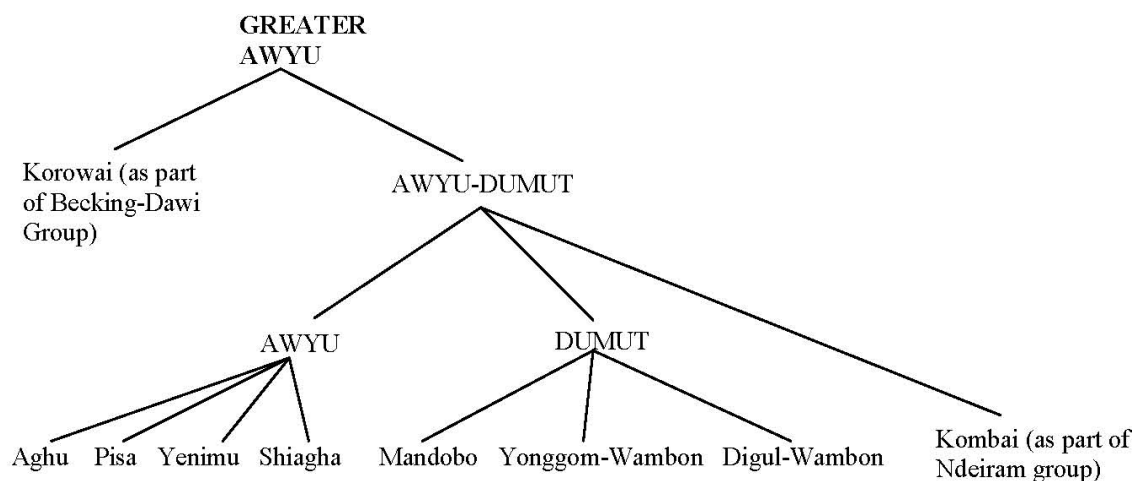 GREATER
AWYU
Korowai (as part
of Becking-Dawi
Group)
AWYU-DUMUT
AWYU
DUMUT
Aghu
Pisa
Yenimu
Shiagha
Mandobo
Yonggom-Wambon
Digul-Wambon
Kombai (as part of
Ndeiram group)